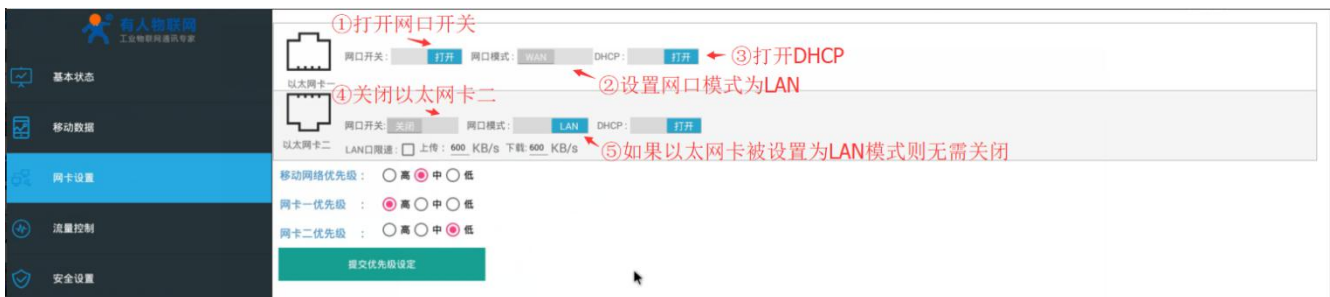 有人物联网
工业物联网通讯专家
基本状态
移动数据
网卡设置
流量控制
安全设置
①打开网口开关
网口开关： 打开 网口模式： WAN DHCP： 打开 ③打开DHCP
以太网卡一
②设置网口模式为LAN
④关闭以太网卡二
网口开关： 关闭 网口模式： LAN DHCP： 打开
以太网卡二 LAN口限速： 上传： 600 KB/s 下载: 600 KB/s
⑤如果以太网卡被设置为LAN模式则无需关闭
移动网络优先级： 高 中 低
网卡一优先级 ： 高 中 低
网卡二优先级 ： 高 中 低
提交优先级设定